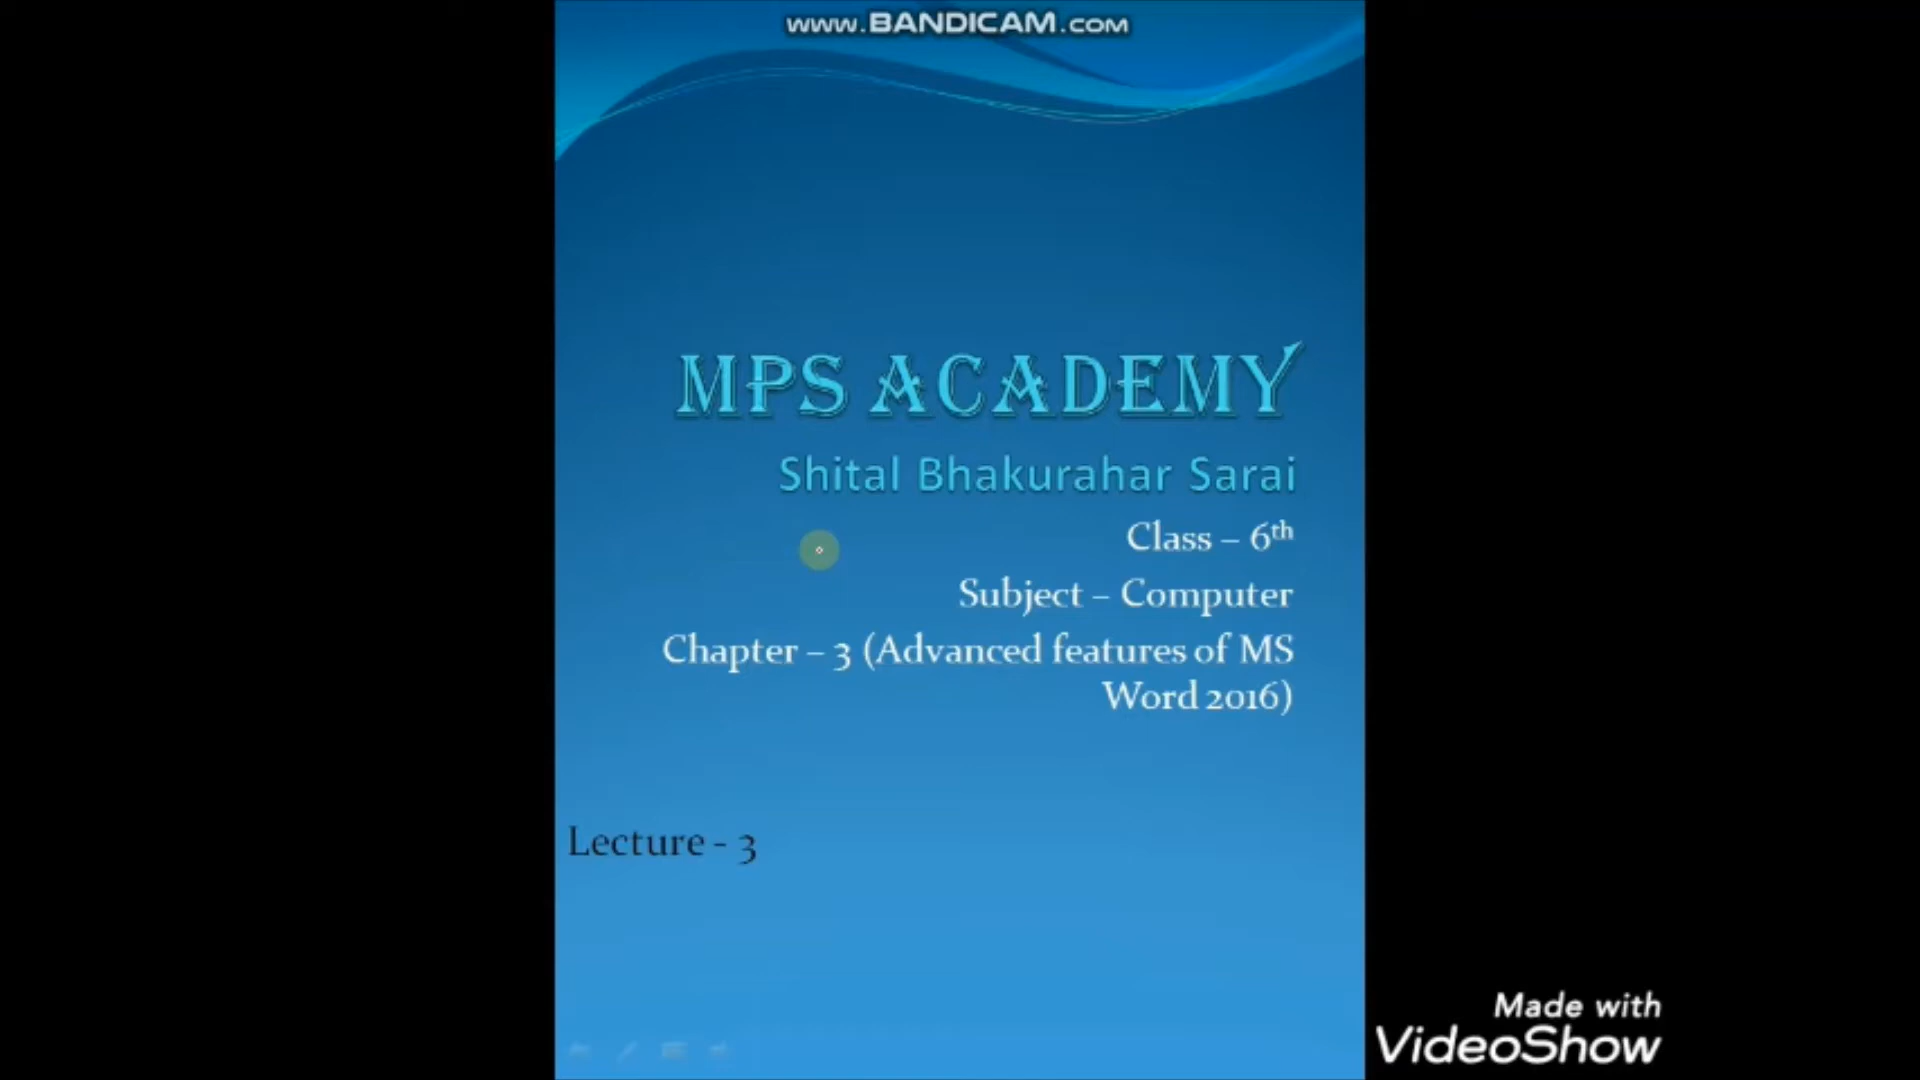 www.BANDICAM.COM
MPS ACADEMY
Shital Bhakurahar Sarai
Class – 6th
Subject – Computer
Chapter – 3 (Advanced features of MS
Word 2016)
Lecture - 3
Made with
VideoShow